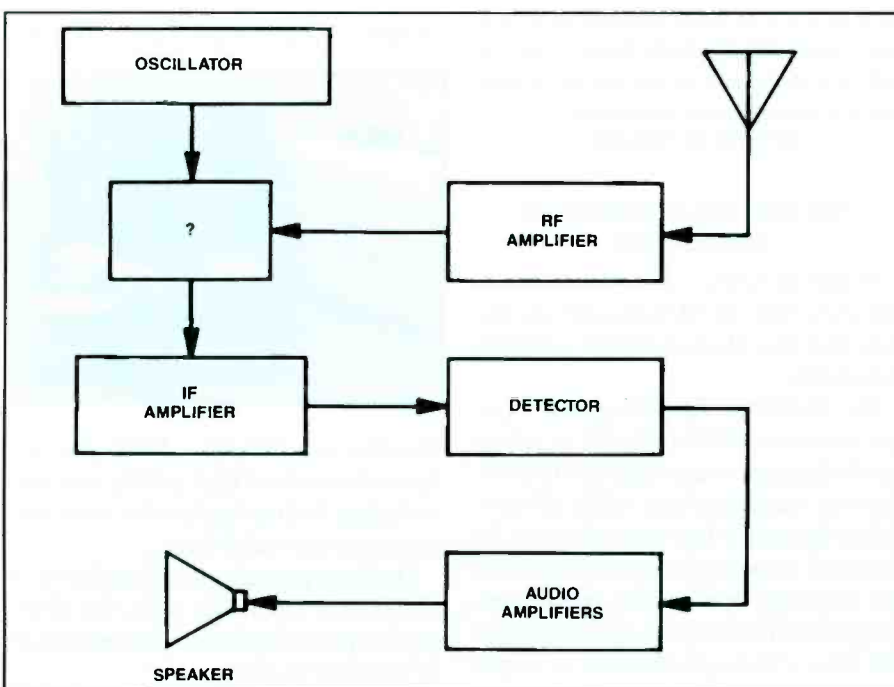 OSCILLATOR
?
RF
AMPLIFIER
IF
AMPLIFIER
DETECTOR
AUDIO
AMPLIFIERS
SPEAKER